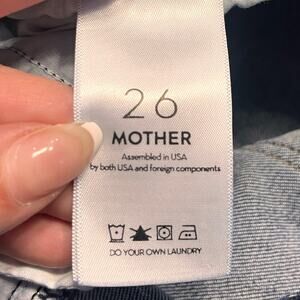 26
MOTHER
Assembled in USA
by both USA and foreign components
DO YOUR OWN LAUNDRY